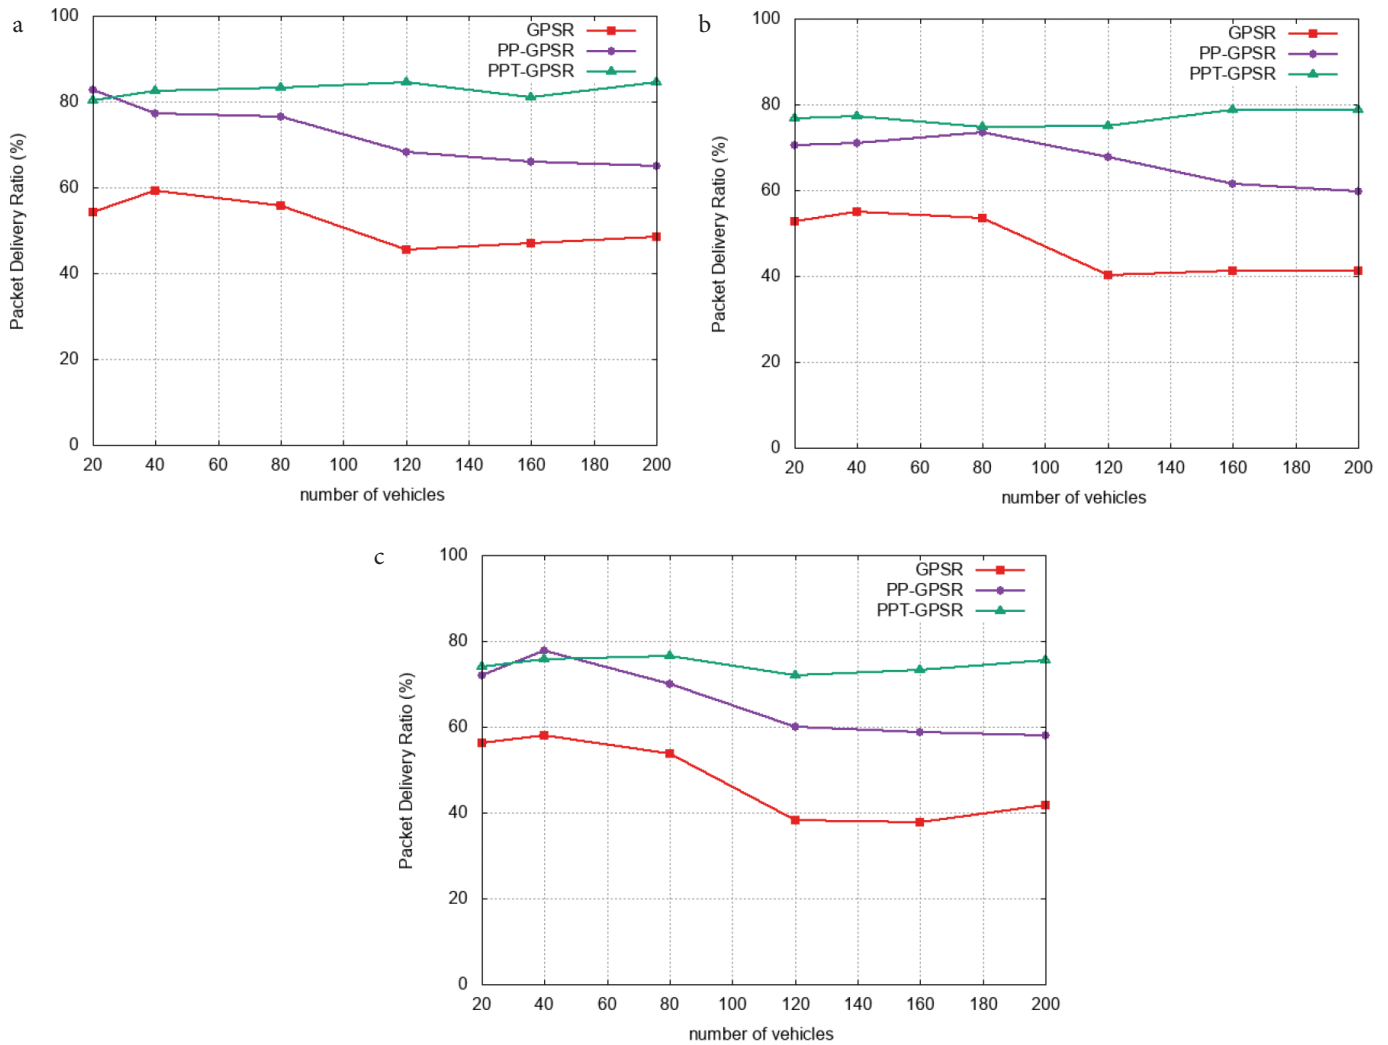 a
100
80
60
40
20
0
20 40 60 80 100 120 140 160 180 200
Packet Delivery Ratio (%)
number of vehicles
GPSR
PP-GPSR
PPT-GPSR
b
100
80
60
40
20
0
20 40 60 80 100 120 140 160 180 200
Packet Delivery Ratio (%)
number of vehicles
GPSR
PP-GPSR
PPT-GPSR
c
100
80
60
40
20
0
20 40 60 80 100 120 140 160 180 200
Packet Delivery Ratio (%)
number of vehicles
GPSR
PP-GPSR
PPT-GPSR